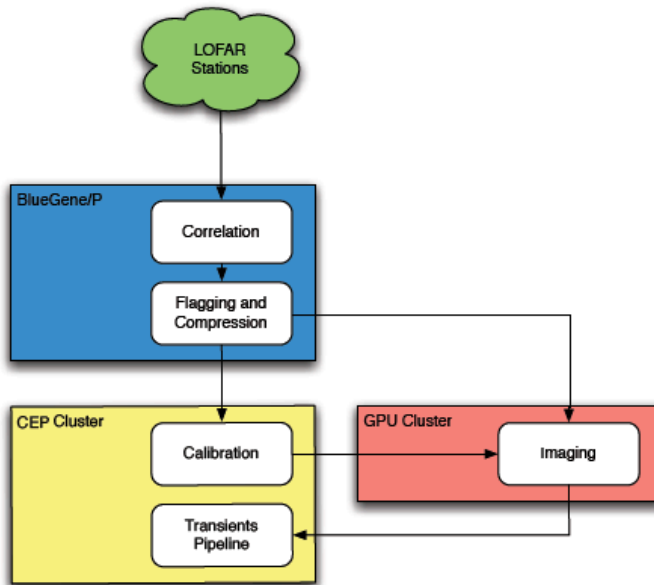 LOFAR
Stations
BlueGene/P
Correlation
Flagging and
Compression
CEP Cluster
Calibration
Transients
Pipeline
GPU Cluster
Imaging